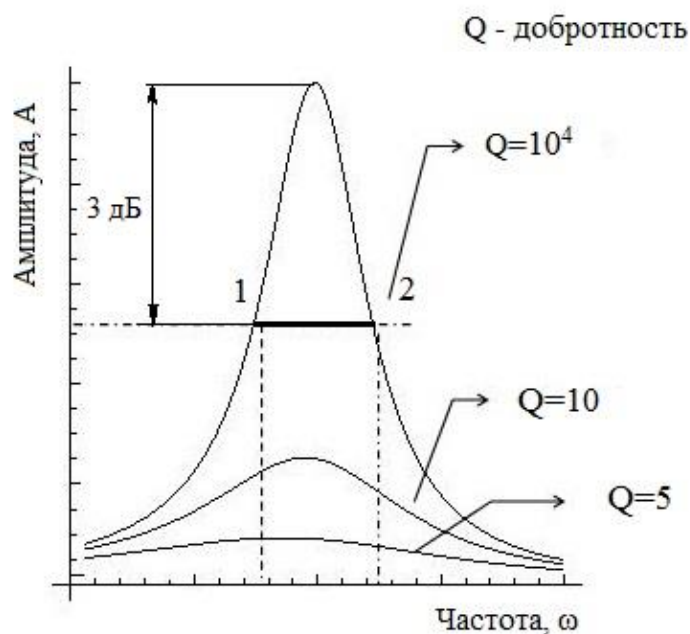 Q - добротность
Амплитуда, А
Q=10⁴
3 дБ
1
2
Q=10
Q=5
Частота, ω